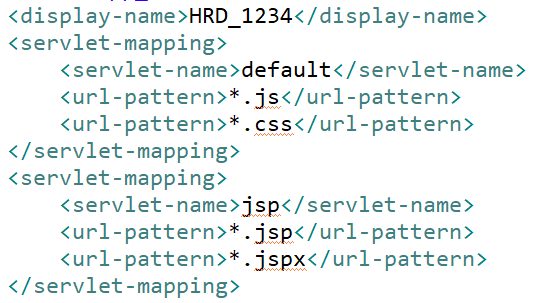 <display-name>HRD_1234</display-name>
<servlet-mapping>
    <servlet-name>default</servlet-name>
    <url-pattern>*.js</url-pattern>
    <url-pattern>*.css</url-pattern>
</servlet-mapping>
<servlet-mapping>
    <servlet-name>jsp</servlet-name>
    <url-pattern>*.jsp</url-pattern>
    <url-pattern>*.jspx</url-pattern>
</servlet-mapping>